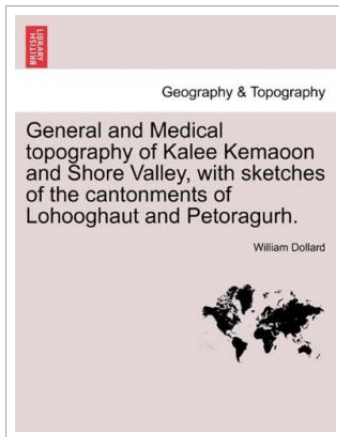 BRITISH
LIBRARY
Geography & Topography
General and Medical
topography of Kalee Kemaoon
and Shore Valley, with sketches
of the cantonments of
Lohooghaut and Petoragurh.
William Dollard